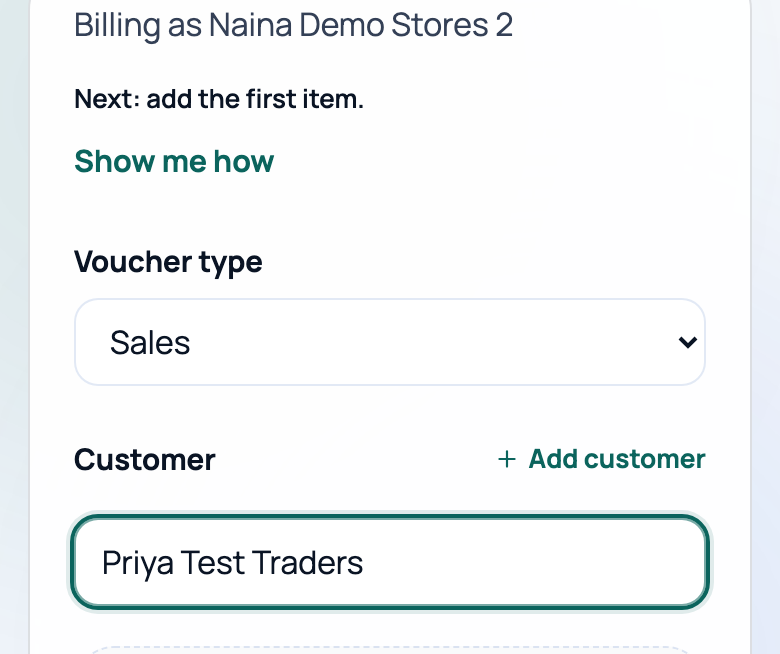 Billing as Naina Demo Stores 2
Next: add the first item.
Show me how
Voucher type
Sales
Customer
+ Add customer
Priya Test Traders